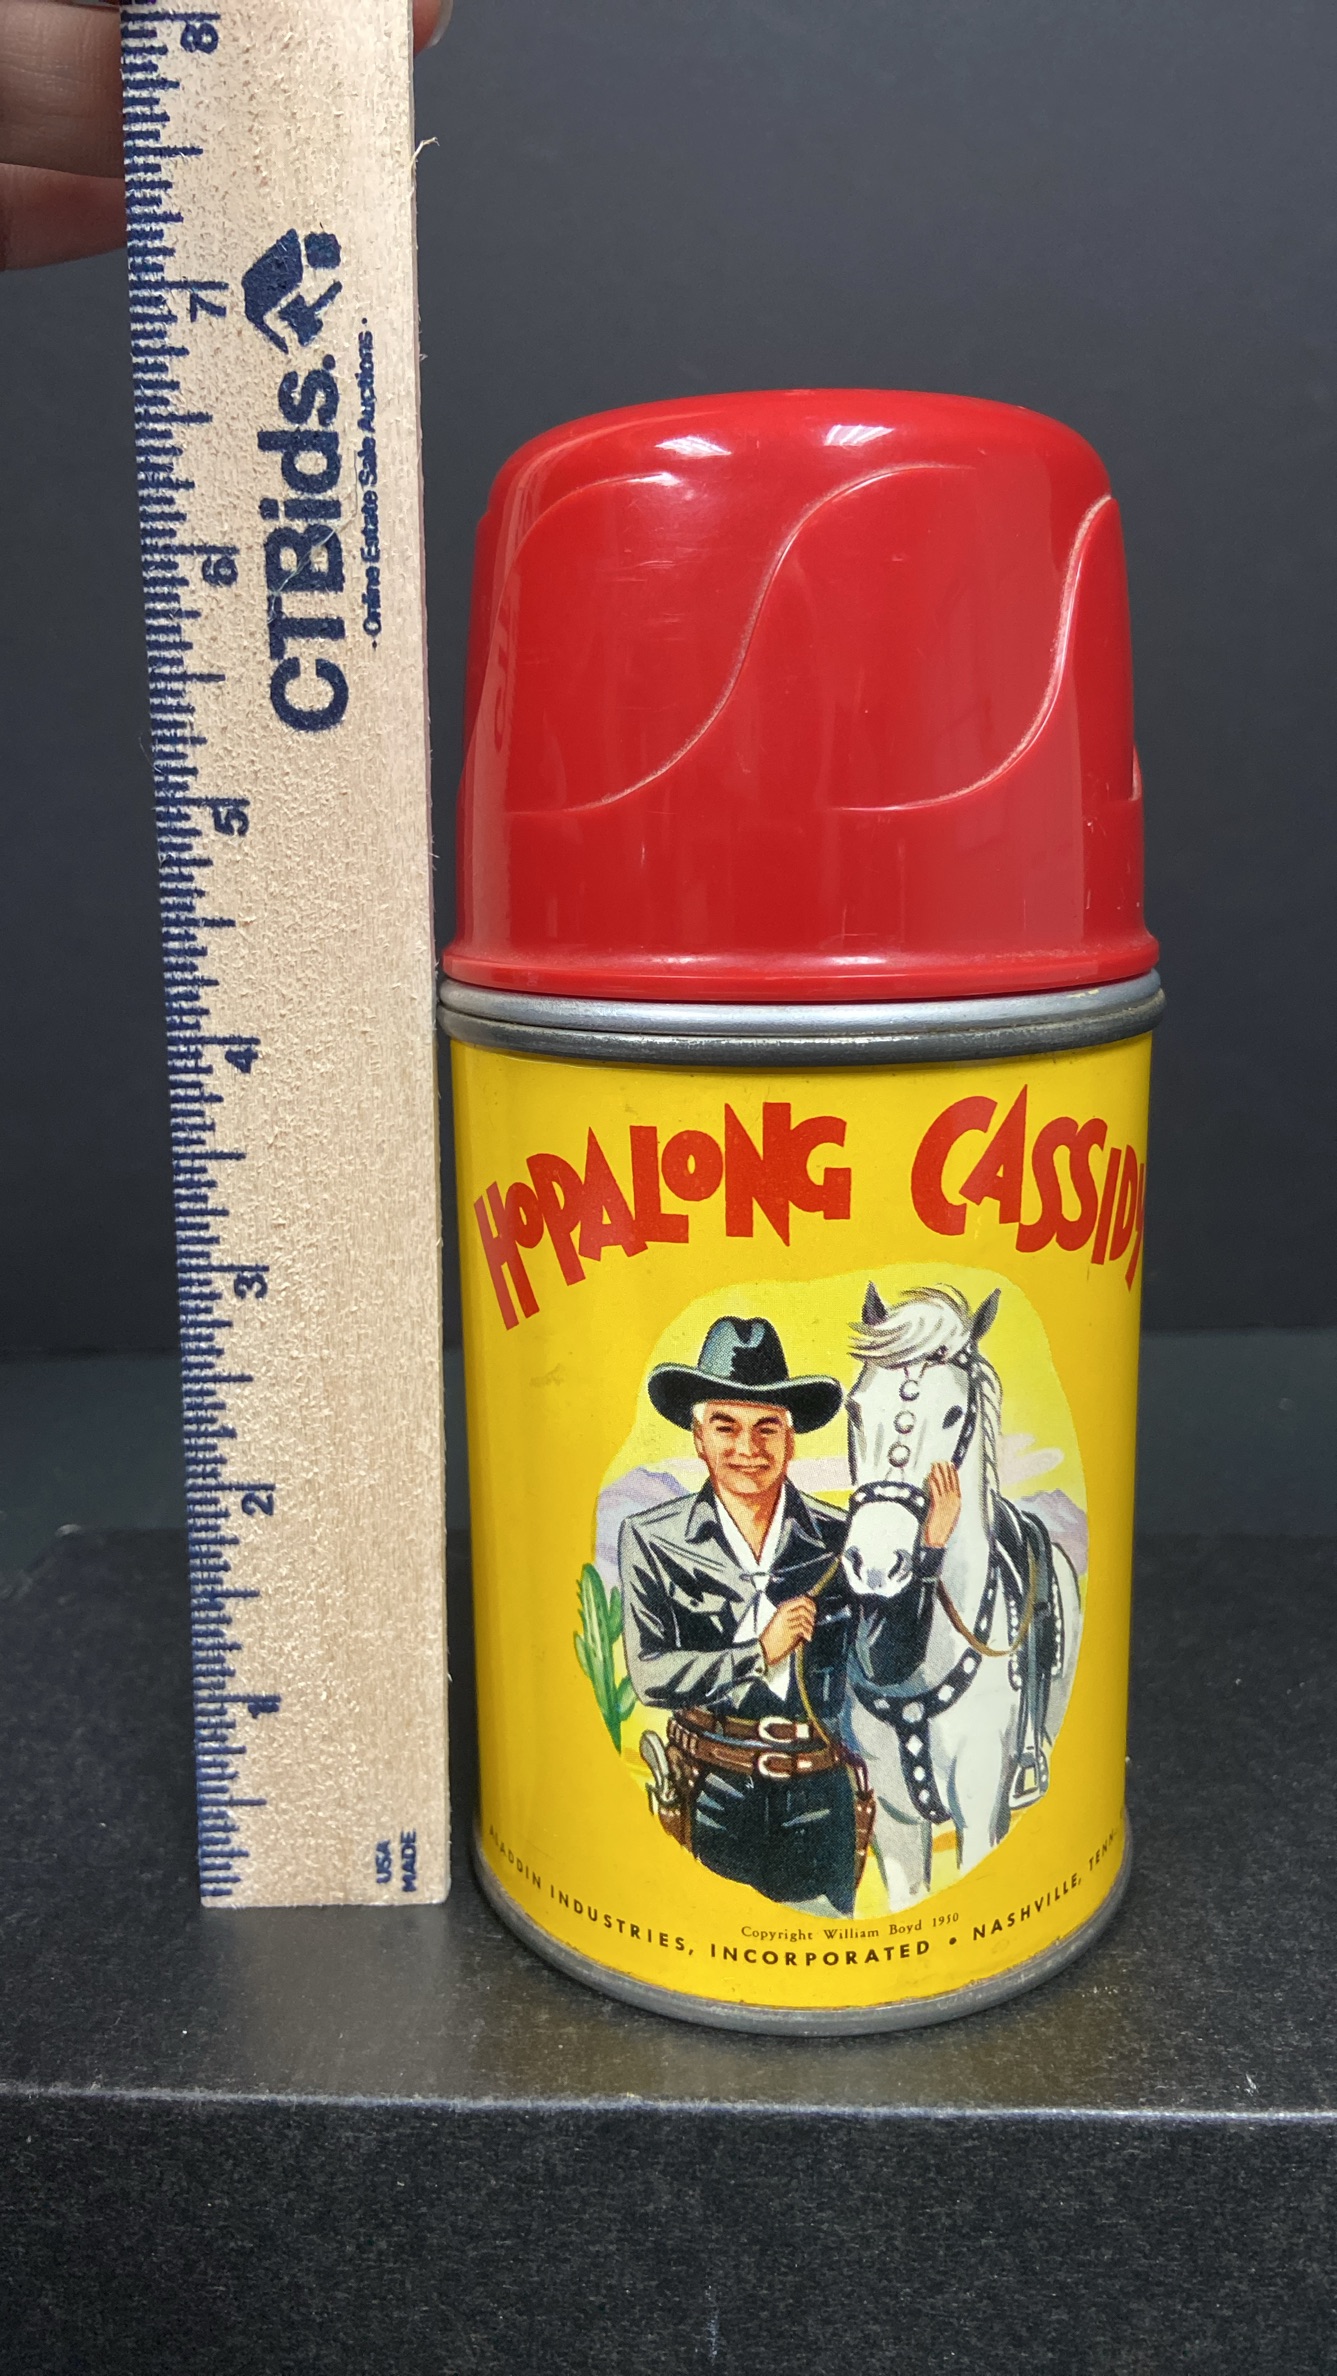 8
7
6
5
4
3
2
1
CTBids.
·Online Estate Sale Auctions·
USA
MADE
HOPALONG CASSIDY
Copyright William Boyd 1950
ALADDIN INDUSTRIES, INCORPORATED • NASHVILLE, TENN.